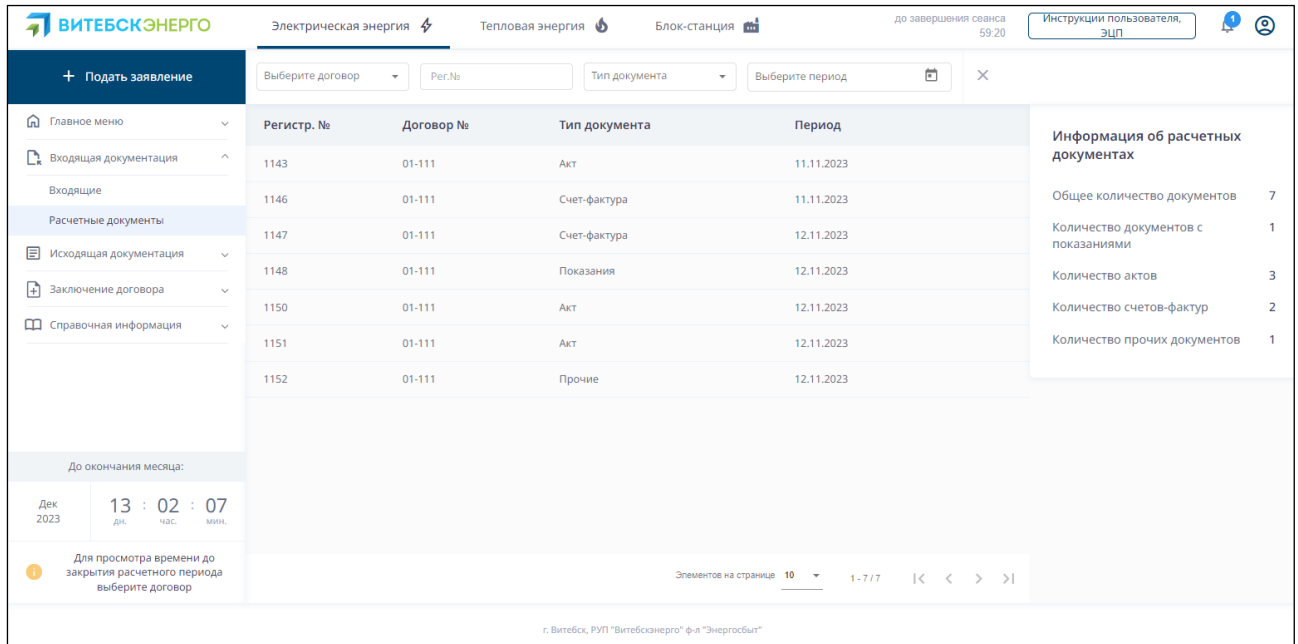 ВИТЕБСКЭНЕРГО
Электрическая энергия
Тепловая энергия
Блок-станция
до завершения сеанса
59:20
Инструкции пользователя,
ЭЦП
1
+ Подать заявление
Выберите договор
Рег.№
Тип документа
Выберите период
Главное меню
Входящая документация
Входящие
Расчетные документы
Исходящая документация
Заключение договора
Справочная информация
Регистр. № Договор № Тип документа Период
1143 01-111 Акт 11.11.2023
1146 01-111 Счет-фактура 11.11.2023
1147 01-111 Счет-фактура 12.11.2023
1148 01-111 Показания 12.11.2023
1150 01-111 Акт 12.11.2023
1151 01-111 Акт 12.11.2023
1152 01-111 Прочие 12.11.2023
Информация об расчетных
документах
Общее количество документов 7
Количество документов с 1
показаниями
Количество актов 3
Количество счетов-фактур 2
Количество прочих документов 1
До окончания месяца:
Дек
2023
13 : 02 : 07
дн. час. мин.
Для просмотра времени до
закрытия расчетного периода
выберите договор
Элементов на странице 10 1 - 7 / 7
г. Витебск, РУП "Витебскэнерго" ф-л "Энергосбыт"